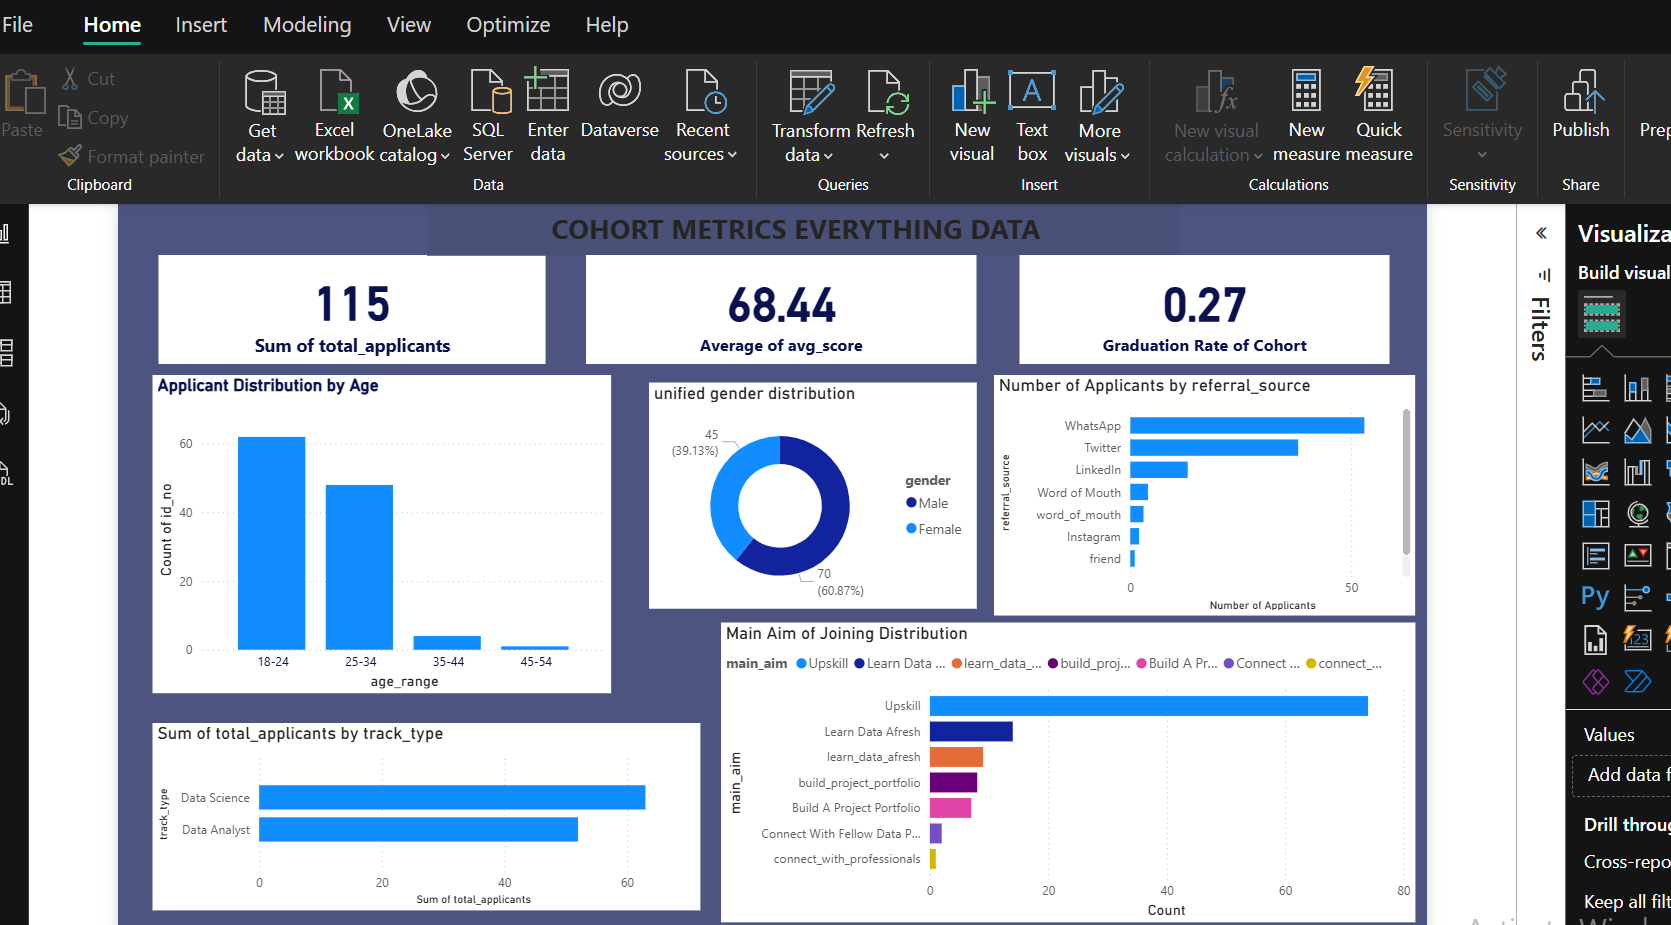 File Home Insert Modeling View Optimize Help
Paste
Cut
Copy
Format painter
Clipboard
Get data
Excel workbook
OneLake catalog
SQL Server
Enter data
Dataverse
Recent sources
Data
Transform data
Refresh
Queries
New visual
Text box
More visuals
Insert
New visual calculation
New measure
Quick measure
Calculations
Sensitivity
Sensitivity
Publish
Share
COHORT METRICS EVERYTHING DATA
115
Sum of total_applicants
68.44
Average of avg_score
0.27
Graduation Rate of Cohort
Applicant Distribution by Age
Count of id_no
60
40
20
0
18-24 25-34 35-44 45-54
age_range
unified gender distribution
45
(39.13%)
70
(60.87%)
gender
Male
Female
Number of Applicants by referral_source
referral_source
WhatsApp
Twitter
LinkedIn
Word of Mouth
word_of_mouth
Instagram
friend
0 50
Number of Applicants
Main Aim of Joining Distribution
main_aim Upskill Learn Data ... learn_data_... build_proj... Build A Pr... Connect ... connect_...
main_aim
Upskill
Learn Data Afresh
learn_data_afresh
build_project_portfolio
Build A Project Portfolio
Connect With Fellow Data P...
connect_with_professionals
0 20 40 60 80
Count
Sum of total_applicants by track_type
track_type
Data Science
Data Analyst
0 20 40 60
Sum of total_applicants
Filters
Visualiza
Build visual
Py
123
Values
Add data f
Drill throug
Cross-repo
Keep all filt